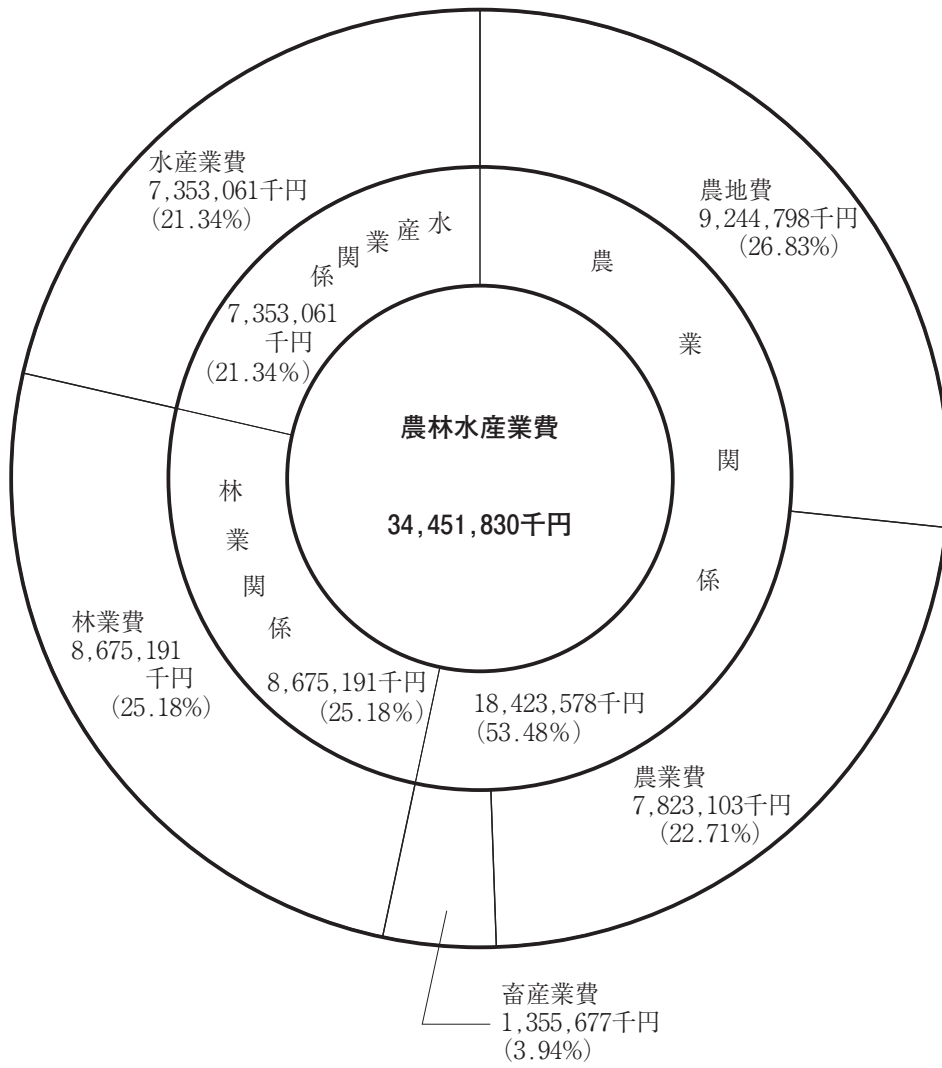 水産業費
7,353,061千円
(21.34%)
農地費
9,244,798千円
(26.83%)
水産業関係
7,353,061
千円
(21.34%)
農業関係
18,423,578千円
(53.48%)
農林水産業費
34,451,830千円
林業関係
8,675,191千円
(25.18%)
林業費
8,675,191
千円
(25.18%)
農業費
7,823,103千円
(22.71%)
畜産業費
1,355,677千円
(3.94%)